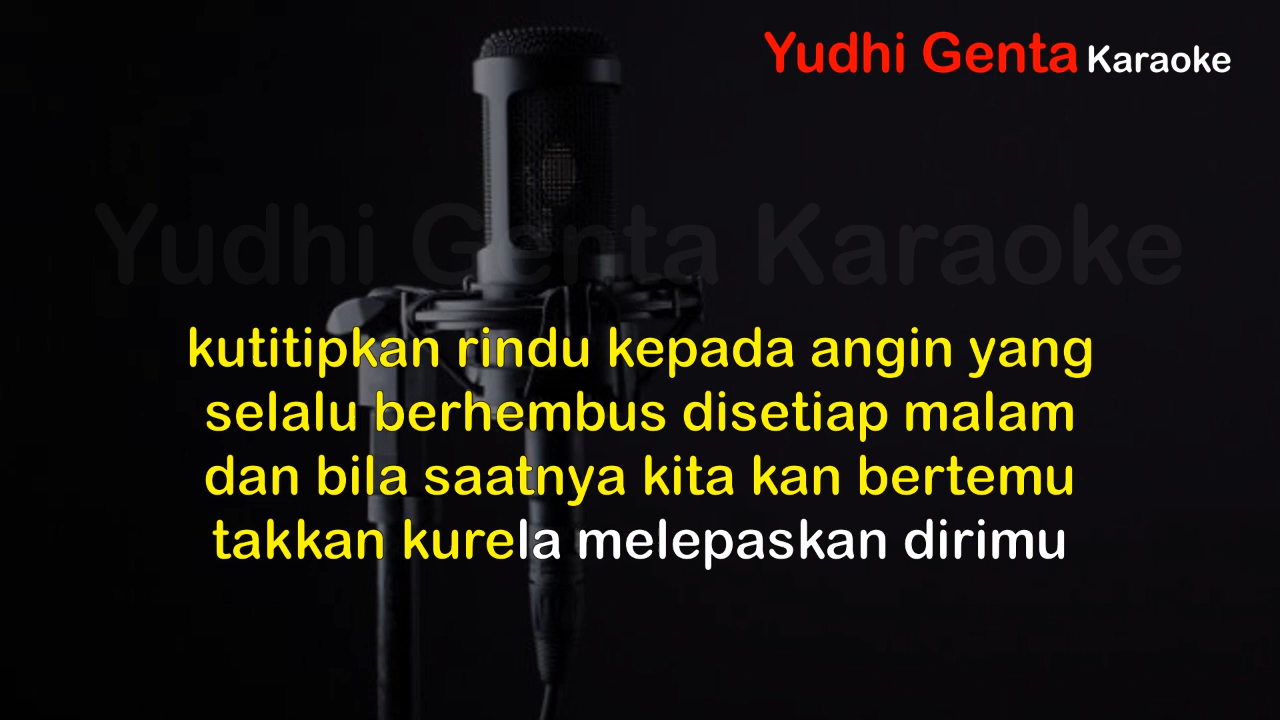 Yudhi Genta Karaoke
Yudhi Genta Karaoke
kutitipkan rindu kepada angin yang
selalu berhembus disetiap malam
dan bila saatnya kita kan bertemu
takkan kurela melepaskan dirimu